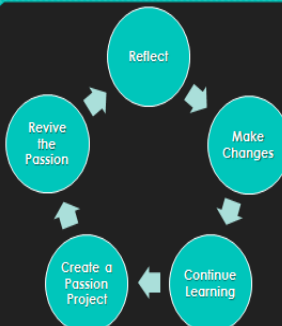 Reflect
Make
Changes
Continue
Learning
Create a
Passion
Project
Revive
the
Passion